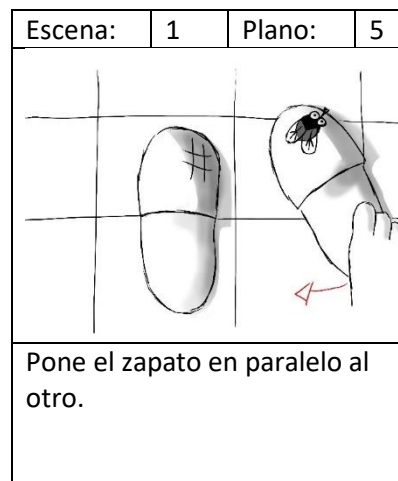 Escena: 1 Plano: 5
Pone el zapato en paralelo al
otro.